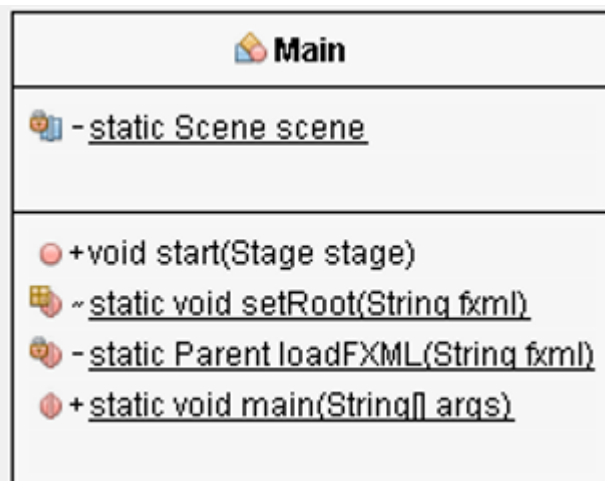 Main
- static Scene scene
+void start(Stage stage)
~ static void setRoot(String fxml)
- static Parent loadFXML(String fxml)
+ static void main(String[] args)